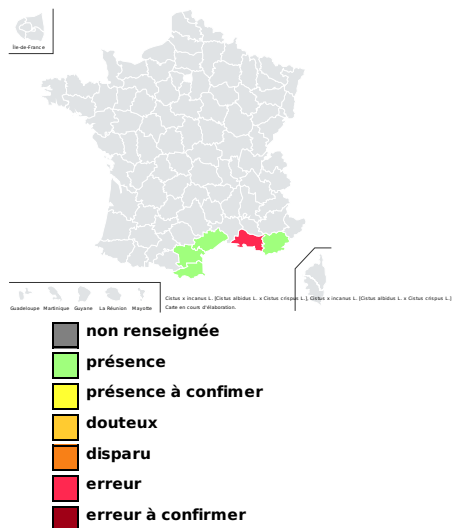 Île-de-France
Guadeloupe Martinique Guyane La Réunion Mayotte
Cistus x incanus L. [Cistus albidus L. x Cistus crispus L.], Cistus x incanus L. [Cistus albidus L. x Cistus crispus L.]
Carte en cours d'élaboration.
non renseignée
présence
présence à confimer
douteux
disparu
erreur
erreur à confirmer